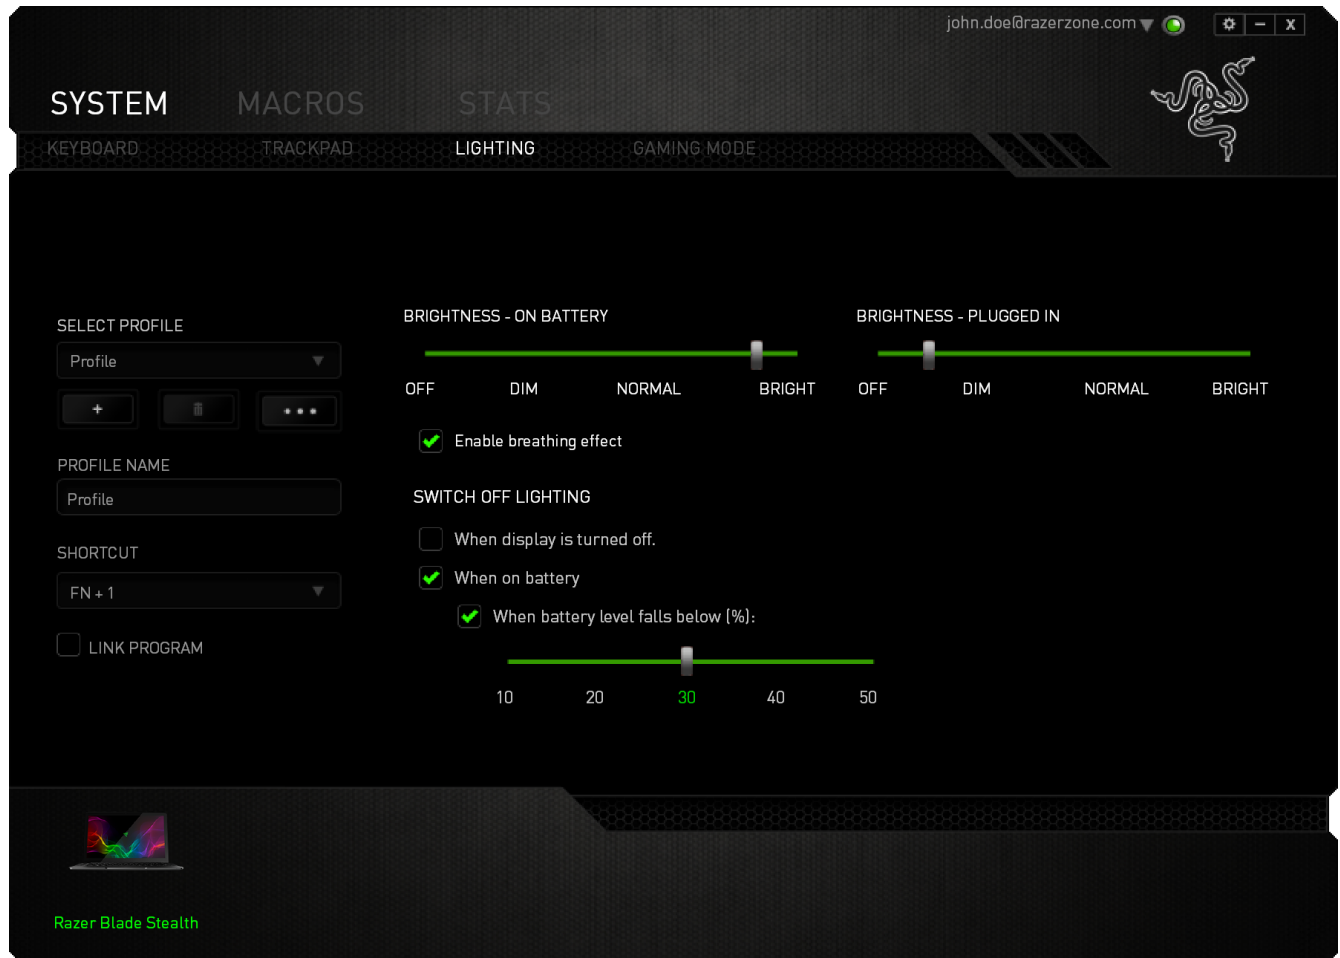 john.doe@razerzone.com
SYSTEM MACROS STATS
KEYBOARD TRACKPAD LIGHTING GAMING MODE
SELECT PROFILE
Profile
PROFILE NAME
Profile
SHORTCUT
FN + 1
LINK PROGRAM
BRIGHTNESS - ON BATTERY
OFF DIM NORMAL BRIGHT
BRIGHTNESS - PLUGGED IN
OFF DIM NORMAL BRIGHT
Enable breathing effect
SWITCH OFF LIGHTING
When display is turned off.
When on battery
When battery level falls below (%):
10 20 30 40 50
Razer Blade Stealth